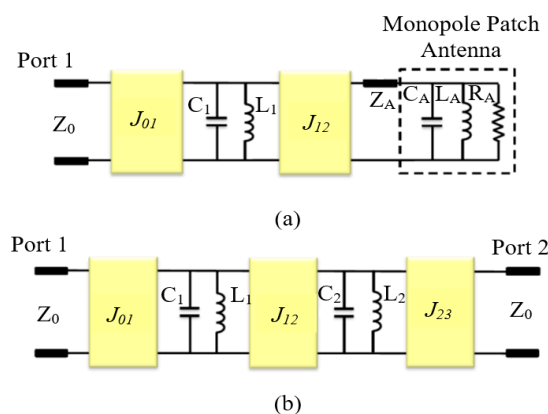 Monopole Patch
Antenna
Port 1
Z0
J01
C1
L1
J12
ZA
CA
LA
RA
(a)
Port 1
Port 2
Z0
J01
C1
L1
J12
C2
L2
J23
Z0
(b)